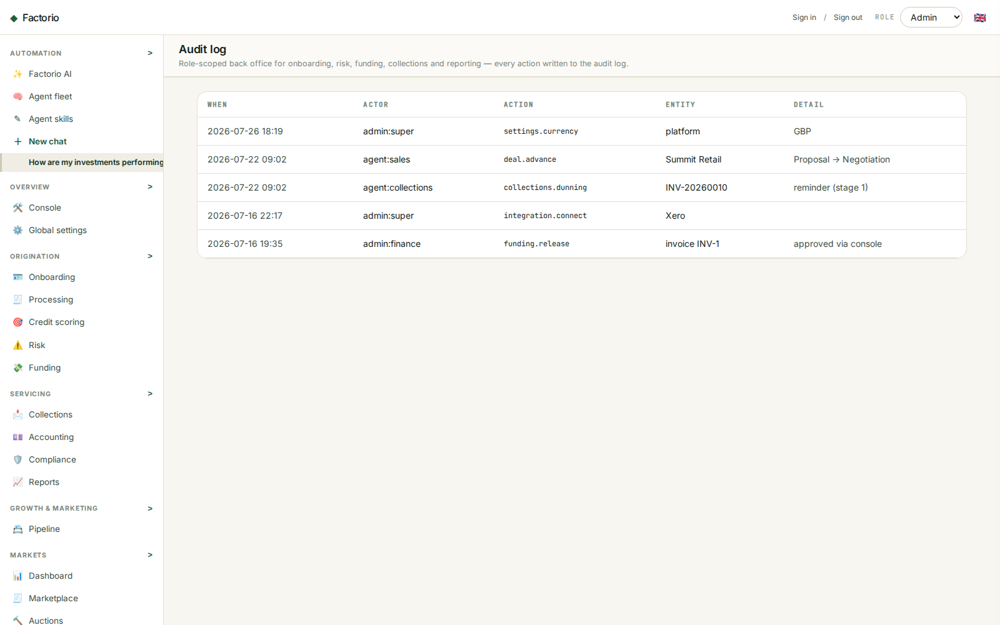 Factorio
Sign in / Sign out ROLE Admin
AUTOMATION >
Factorio AI
Agent fleet
Agent skills
New chat
How are my investments performing
OVERVIEW >
Console
Global settings
ORIGINATION >
Onboarding
Processing
Credit scoring
Risk
Funding
SERVICING >
Collections
Accounting
Compliance
Reports
GROWTH & MARKETING >
Pipeline
MARKETS >
Dashboard
Marketplace
Auctions
Audit log
Role-scoped back office for onboarding, risk, funding, collections and reporting — every action written to the audit log.
WHEN ACTOR ACTION ENTITY DETAIL
2026-07-26 18:19 admin:super settings.currency platform GBP
2026-07-22 09:02 agent:sales deal.advance Summit Retail Proposal → Negotiation
2026-07-22 09:02 agent:collections collections.dunning INV-20260010 reminder (stage 1)
2026-07-16 22:17 admin:super integration.connect Xero
2026-07-16 19:35 admin:finance funding.release invoice INV-1 approved via console